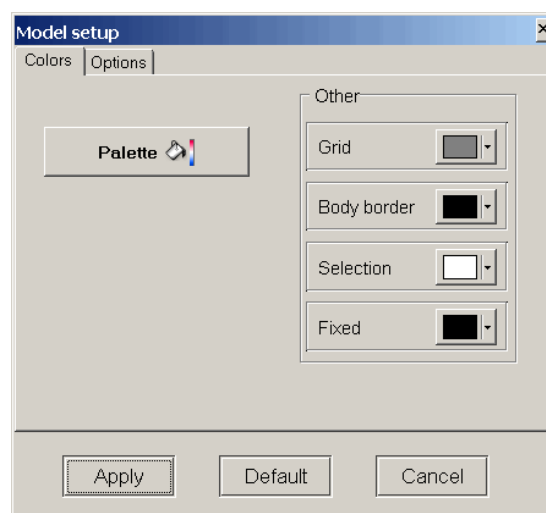 Model setup
Colors Options
Other
Palette
Grid
Body border
Selection
Fixed
Apply Default Cancel